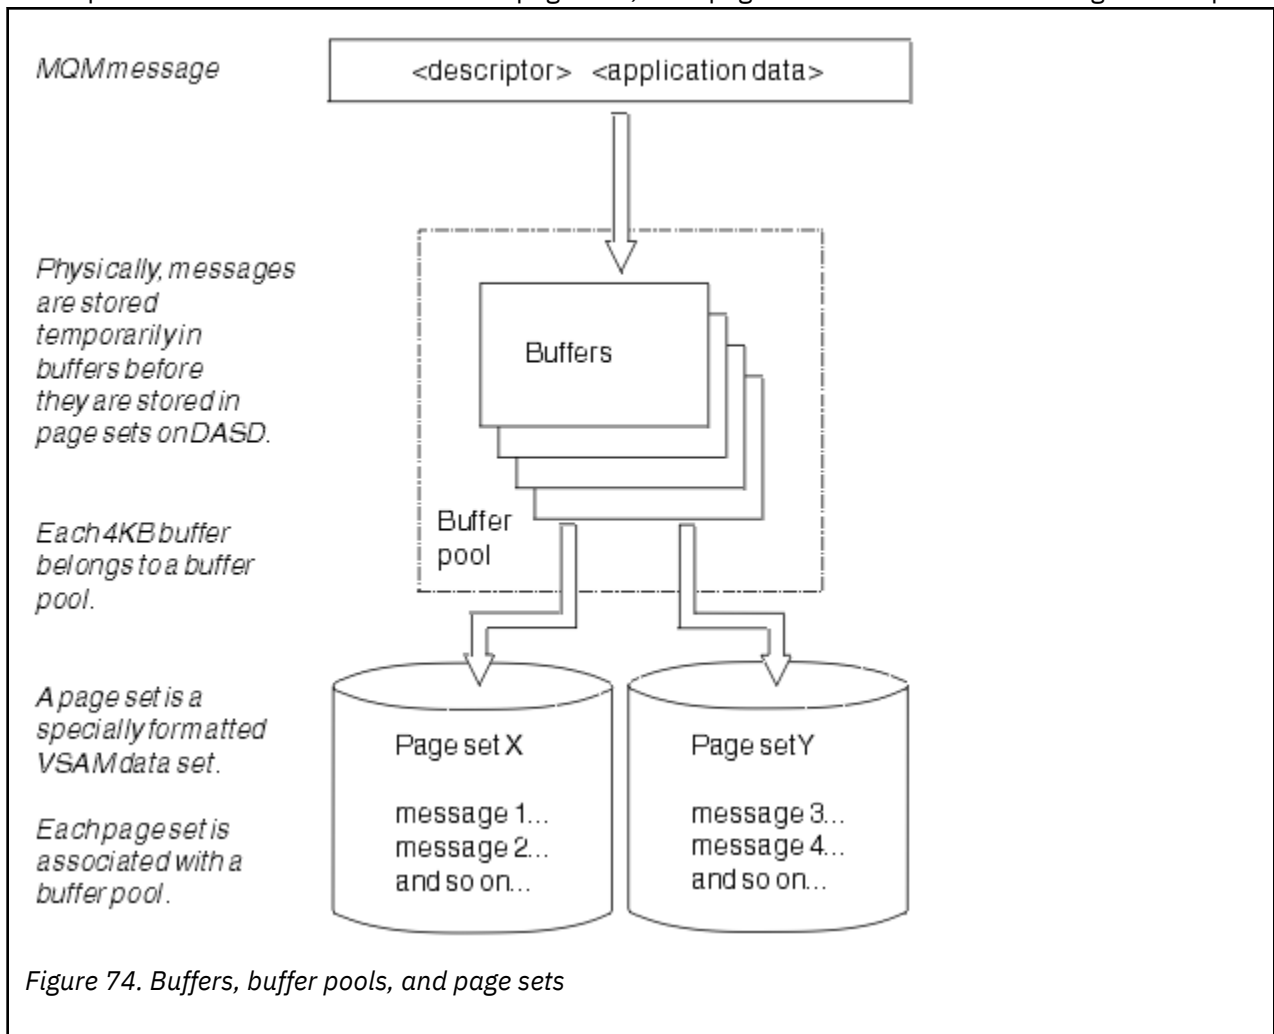 MQM message
<descriptor> <application data>
Physically, messages
are stored
temporarily in
buffers before
they are stored in
page sets on DASD.
Buffers
Each 4KB buffer
belongs to a buffer
pool.
Buffer
pool
A page set is a
specially formatted
VSAM data set.
Each page set is
associated with a
buffer pool.
Page set X
message 1...
message 2...
and so on...
Page set Y
message 3...
message 4...
and so on...
Figure 74. Buffers, buffer pools, and page sets